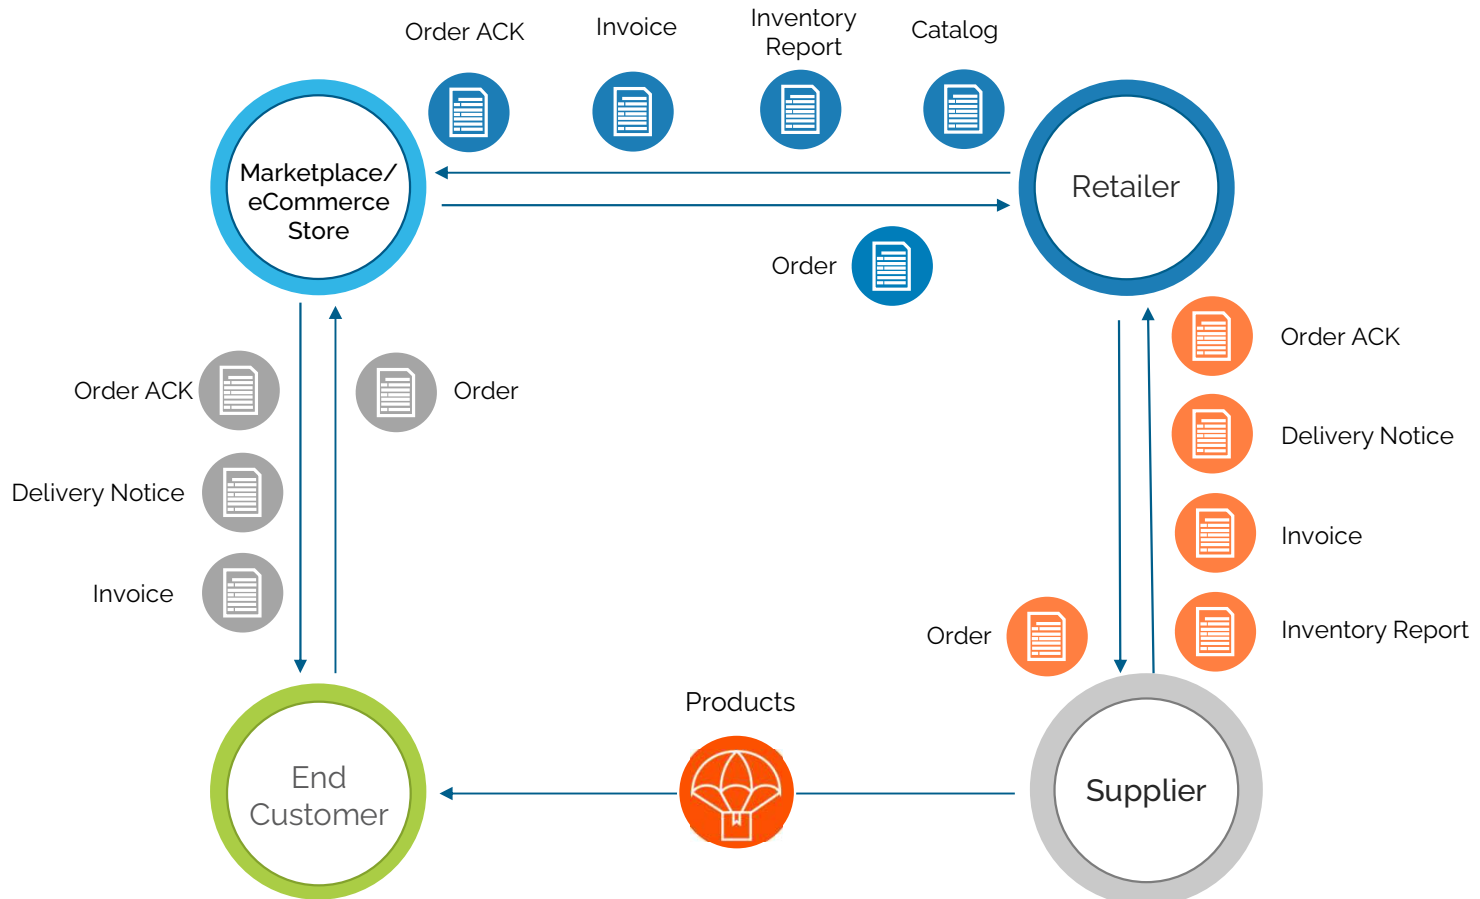 Order ACK
Invoice
Inventory
Report
Catalog
Marketplace/
eCommerce
Store
Retailer
Order
Order ACK
Order
Delivery Notice
Invoice
Order ACK
Delivery Notice
Invoice
Inventory Report
Order
Products
End
Customer
Supplier